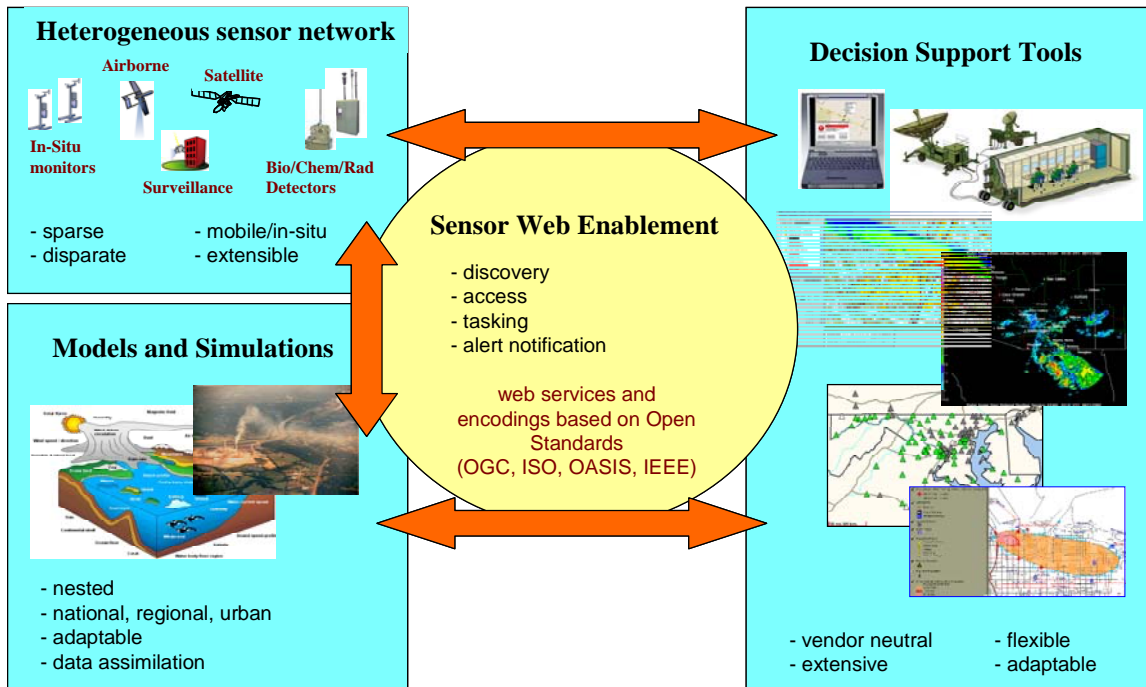 Heterogeneous sensor network
Airborne
Satellite
In-Situ
monitors
Surveillance
Bio/Chem/Rad
Detectors
- sparse
- disparate
- mobile/in-situ
- extensible
Models and Simulations
- nested
- national, regional, urban
- adaptable
- data assimilation
Sensor Web Enablement
- discovery
- access
- tasking
- alert notification
web services and
encodings based on Open
Standards
(OGC, ISO, OASIS, IEEE)
Decision Support Tools
- vendor neutral
- extensive
- flexible
- adaptable